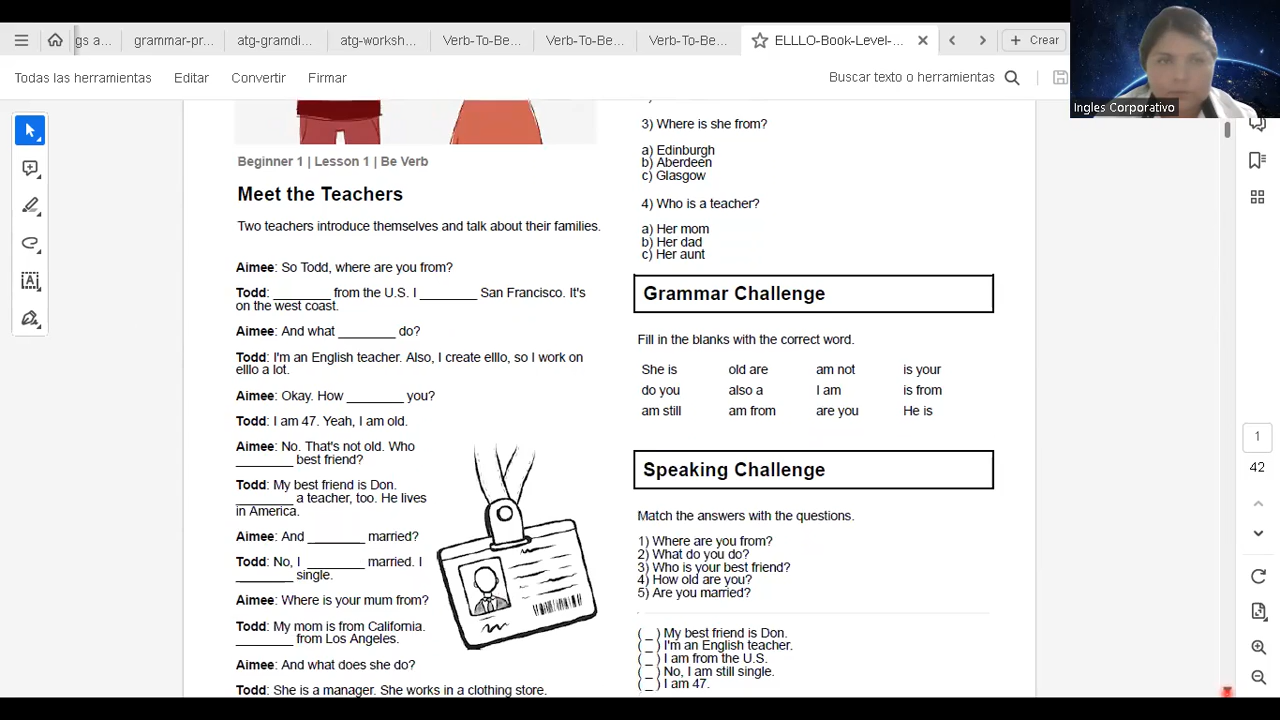 gs a...
grammar-pr...
atg-gramdi...
atg-worksh...
Verb-To-Be...
Verb-To-Be...
Verb-To-Be...
ELLLO-Book-Level-...
Crear
Todas las herramientas
Editar
Convertir
Firmar
Buscar texto o herramientas
Ingles Corporativo
Beginner 1 | Lesson 1 | Be Verb
Meet the Teachers
Two teachers introduce themselves and talk about their families.
Aimee: So Todd, where are you from?
Todd: ________ from the U.S. I ________ San Francisco. It's
on the west coast.
Aimee: And what ________ do?
Todd: I'm an English teacher. Also, I create elllo, so I work on
elllo a lot.
Aimee: Okay. How ________ you?
Todd: I am 47. Yeah, I am old.
Aimee: No. That's not old. Who
________ best friend?
Todd: My best friend is Don.
________ a teacher, too. He lives
in America.
Aimee: And ________ married?
Todd: No, I ________ married. I
________ single.
Aimee: Where is your mum from?
Todd: My mom is from California.
________ from Los Angeles.
Aimee: And what does she do?
Todd: She is a manager. She works in a clothing store.
3) Where is she from?
a) Edinburgh
b) Aberdeen
c) Glasgow
4) Who is a teacher?
a) Her mom
b) Her dad
c) Her aunt
Grammar Challenge
Fill in the blanks with the correct word.
She is old are am not is your
do you also a I am is from
am still am from are you He is
Speaking Challenge
Match the answers with the questions.
1) Where are you from?
2) What do you do?
3) Who is your best friend?
4) How old are you?
5) Are you married?
( _ ) My best friend is Don.
( _ ) I'm an English teacher.
( _ ) I am from the U.S.
( _ ) No, I am still single.
( _ ) I am 47.
1
42